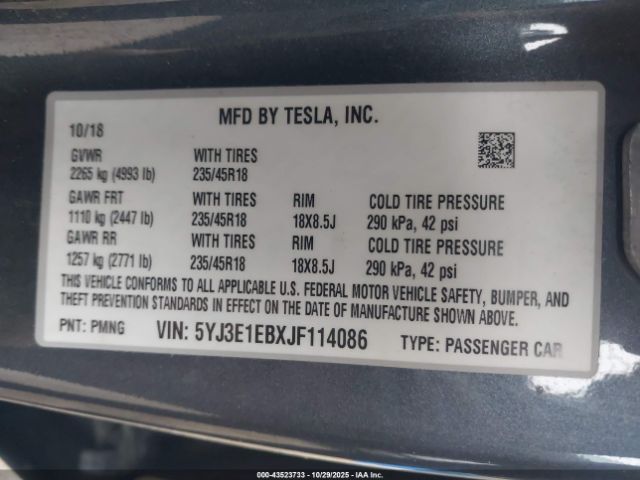 MFD BY TESLA, INC.
10/18
GVWR WITH TIRES
2265 kg (4993 lb) 235/45R18
GAWR FRT WITH TIRES RIM COLD TIRE PRESSURE
1110 kg (2447 lb) 235/45R18 18X8.5J 290 kPa, 42 psi
GAWR RR WITH TIRES RIM COLD TIRE PRESSURE
1257 kg (2771 lb) 235/45R18 18X8.5J 290 kPa, 42 psi
THIS VEHICLE CONFORMS TO ALL APPLICABLE U.S. FEDERAL MOTOR VEHICLE SAFETY, BUMPER, AND
THEFT PREVENTION STANDARDS IN EFFECT ON THE DATE OF MANUFACTURE SHOWN ABOVE.
PNT: PMNG VIN: 5YJ3E1EBXJF114086 TYPE: PASSENGER CAR
000-43523733 - 10/29/2025 - IAA, Inc.